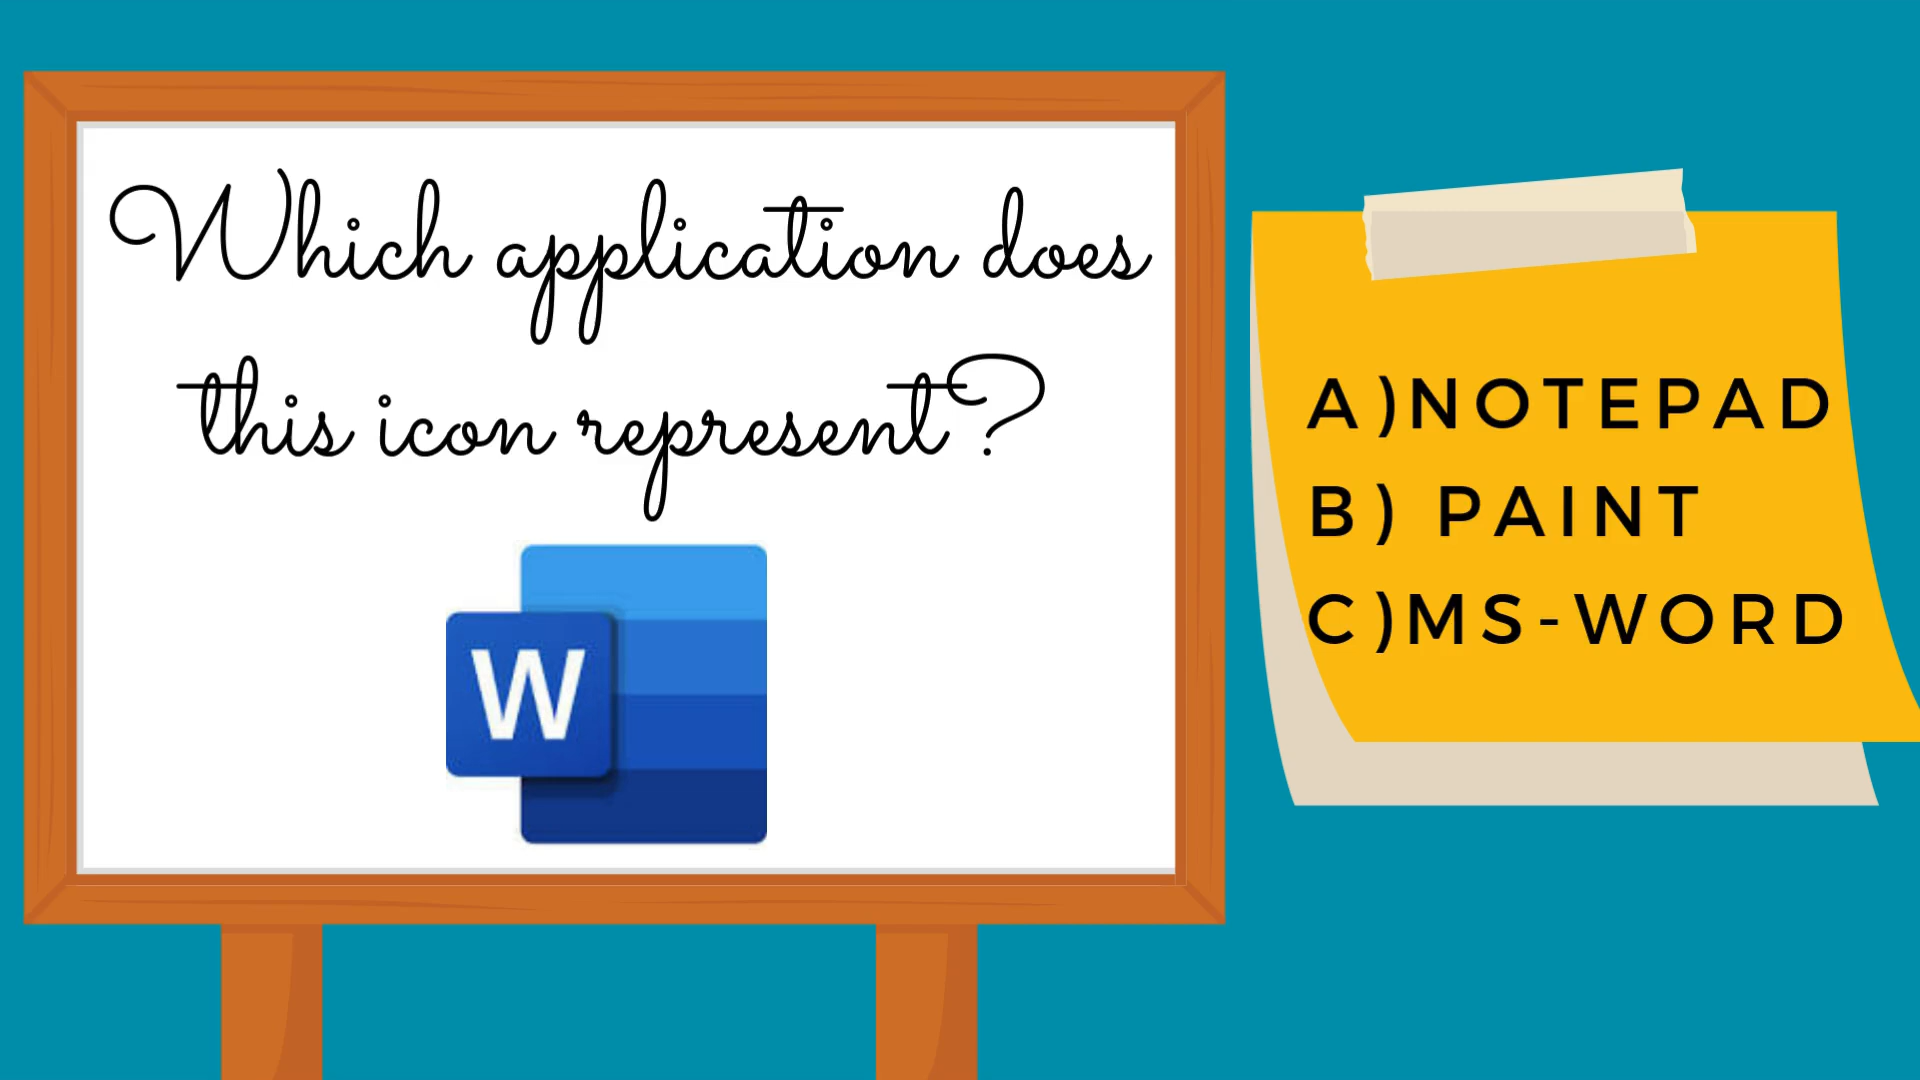 Which application does
this icon represent?
W
A)NOTEPAD
B) PAINT
C)MS-WORD